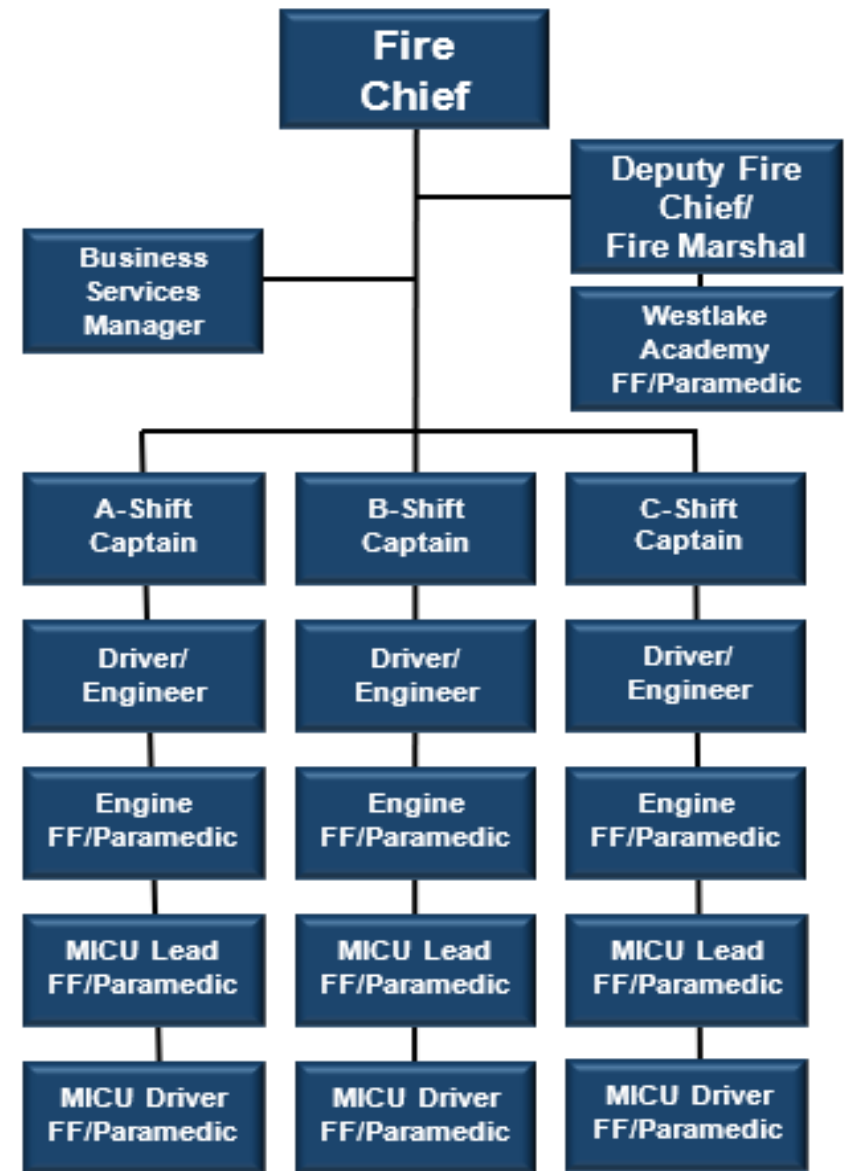 Fire
Chief
Deputy Fire
Chief/
Fire Marshal
Business
Services
Manager
Westlake
Academy
FF/Paramedic
A-Shift
Captain
B-Shift
Captain
C-Shift
Captain
Driver/
Engineer
Driver/
Engineer
Driver/
Engineer
Engine
FF/Paramedic
Engine
FF/Paramedic
Engine
FF/Paramedic
MICU Lead
FF/Paramedic
MICU Lead
FF/Paramedic
MICU Lead
FF/Paramedic
MICU Driver
FF/Paramedic
MICU Driver
FF/Paramedic
MICU Driver
FF/Paramedic